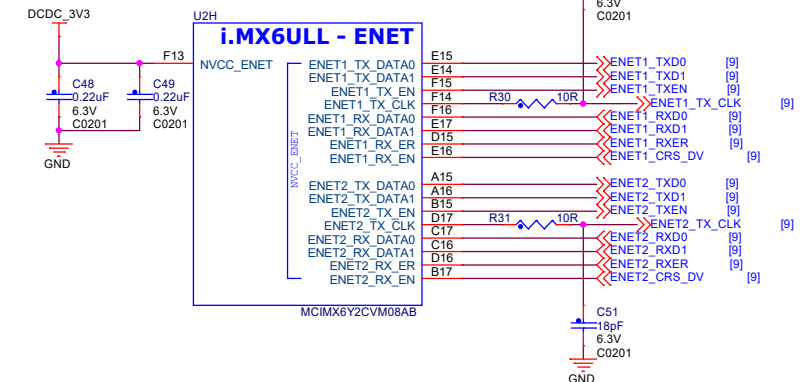 6.3V
C0201
DCDC_3V3
U2H
i.MX6ULL - ENET
F13
NVCC_ENET
NVCC_ENET
C48
0.22uF
6.3V
C0201
C49
0.22uF
6.3V
C0201
GND
ENET1_TX_DATA0 E15 ENET1_TXD0 [9]
ENET1_TX_DATA1 E14 ENET1_TXD1 [9]
ENET1_TX_EN F15 ENET1_TXEN [9]
ENET1_TX_CLK F14 R30 10R ENET1_TX_CLK [9]
ENET1_RX_DATA0 F16 ENET1_RXD0 [9]
ENET1_RX_DATA1 E17 ENET1_RXD1 [9]
ENET1_RX_ER D15 ENET1_RXER [9]
ENET1_RX_EN E16 ENET1_CRS_DV [9]
ENET2_TX_DATA0 A15 ENET2_TXD0 [9]
ENET2_TX_DATA1 A16 ENET2_TXD1 [9]
ENET2_TX_EN B15 ENET2_TXEN [9]
ENET2_TX_CLK D17 R31 10R ENET2_TX_CLK [9]
ENET2_RX_DATA0 C17 ENET2_RXD0 [9]
ENET2_RX_DATA1 C16 ENET2_RXD1 [9]
ENET2_RX_ER D16 ENET2_RXER [9]
ENET2_RX_EN B17 ENET2_CRS_DV [9]
MCIMX6Y2CVM08AB
C51
18pF
6.3V
C0201
GND